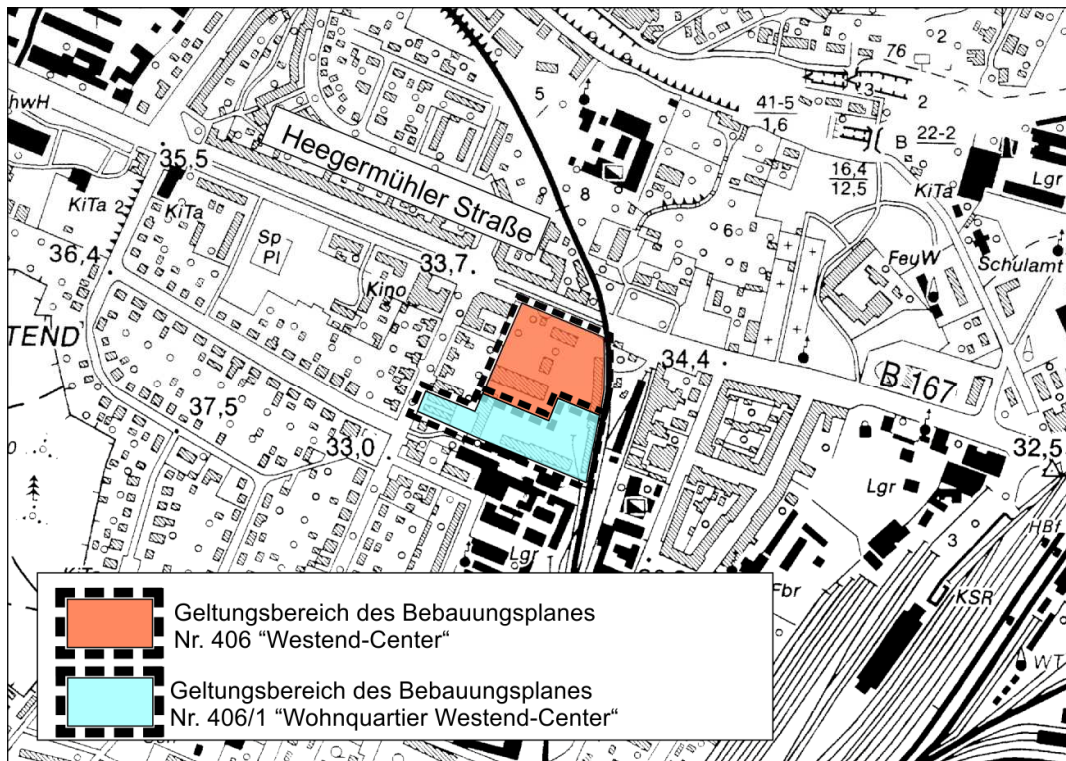 76
2
3
5
41-5
1,6
2
hwH
B
22-2
Heegermühler Straße
35,5
16,4
12,5
Lgr
KiTa
KiTa
KiTa
2
8
6
Sp
Pl
FeuW
Schulamt
36,4
33,7
Kino
TEND
34,4
B 167
37,5
33,0
32,5
Lgr
HBf
Lgr
3
Fbr
KSR
WT
Geltungsbereich des Bebauungsplanes
Nr. 406 “Westend-Center“
Geltungsbereich des Bebauungsplanes
Nr. 406/1 “Wohnquartier Westend-Center“